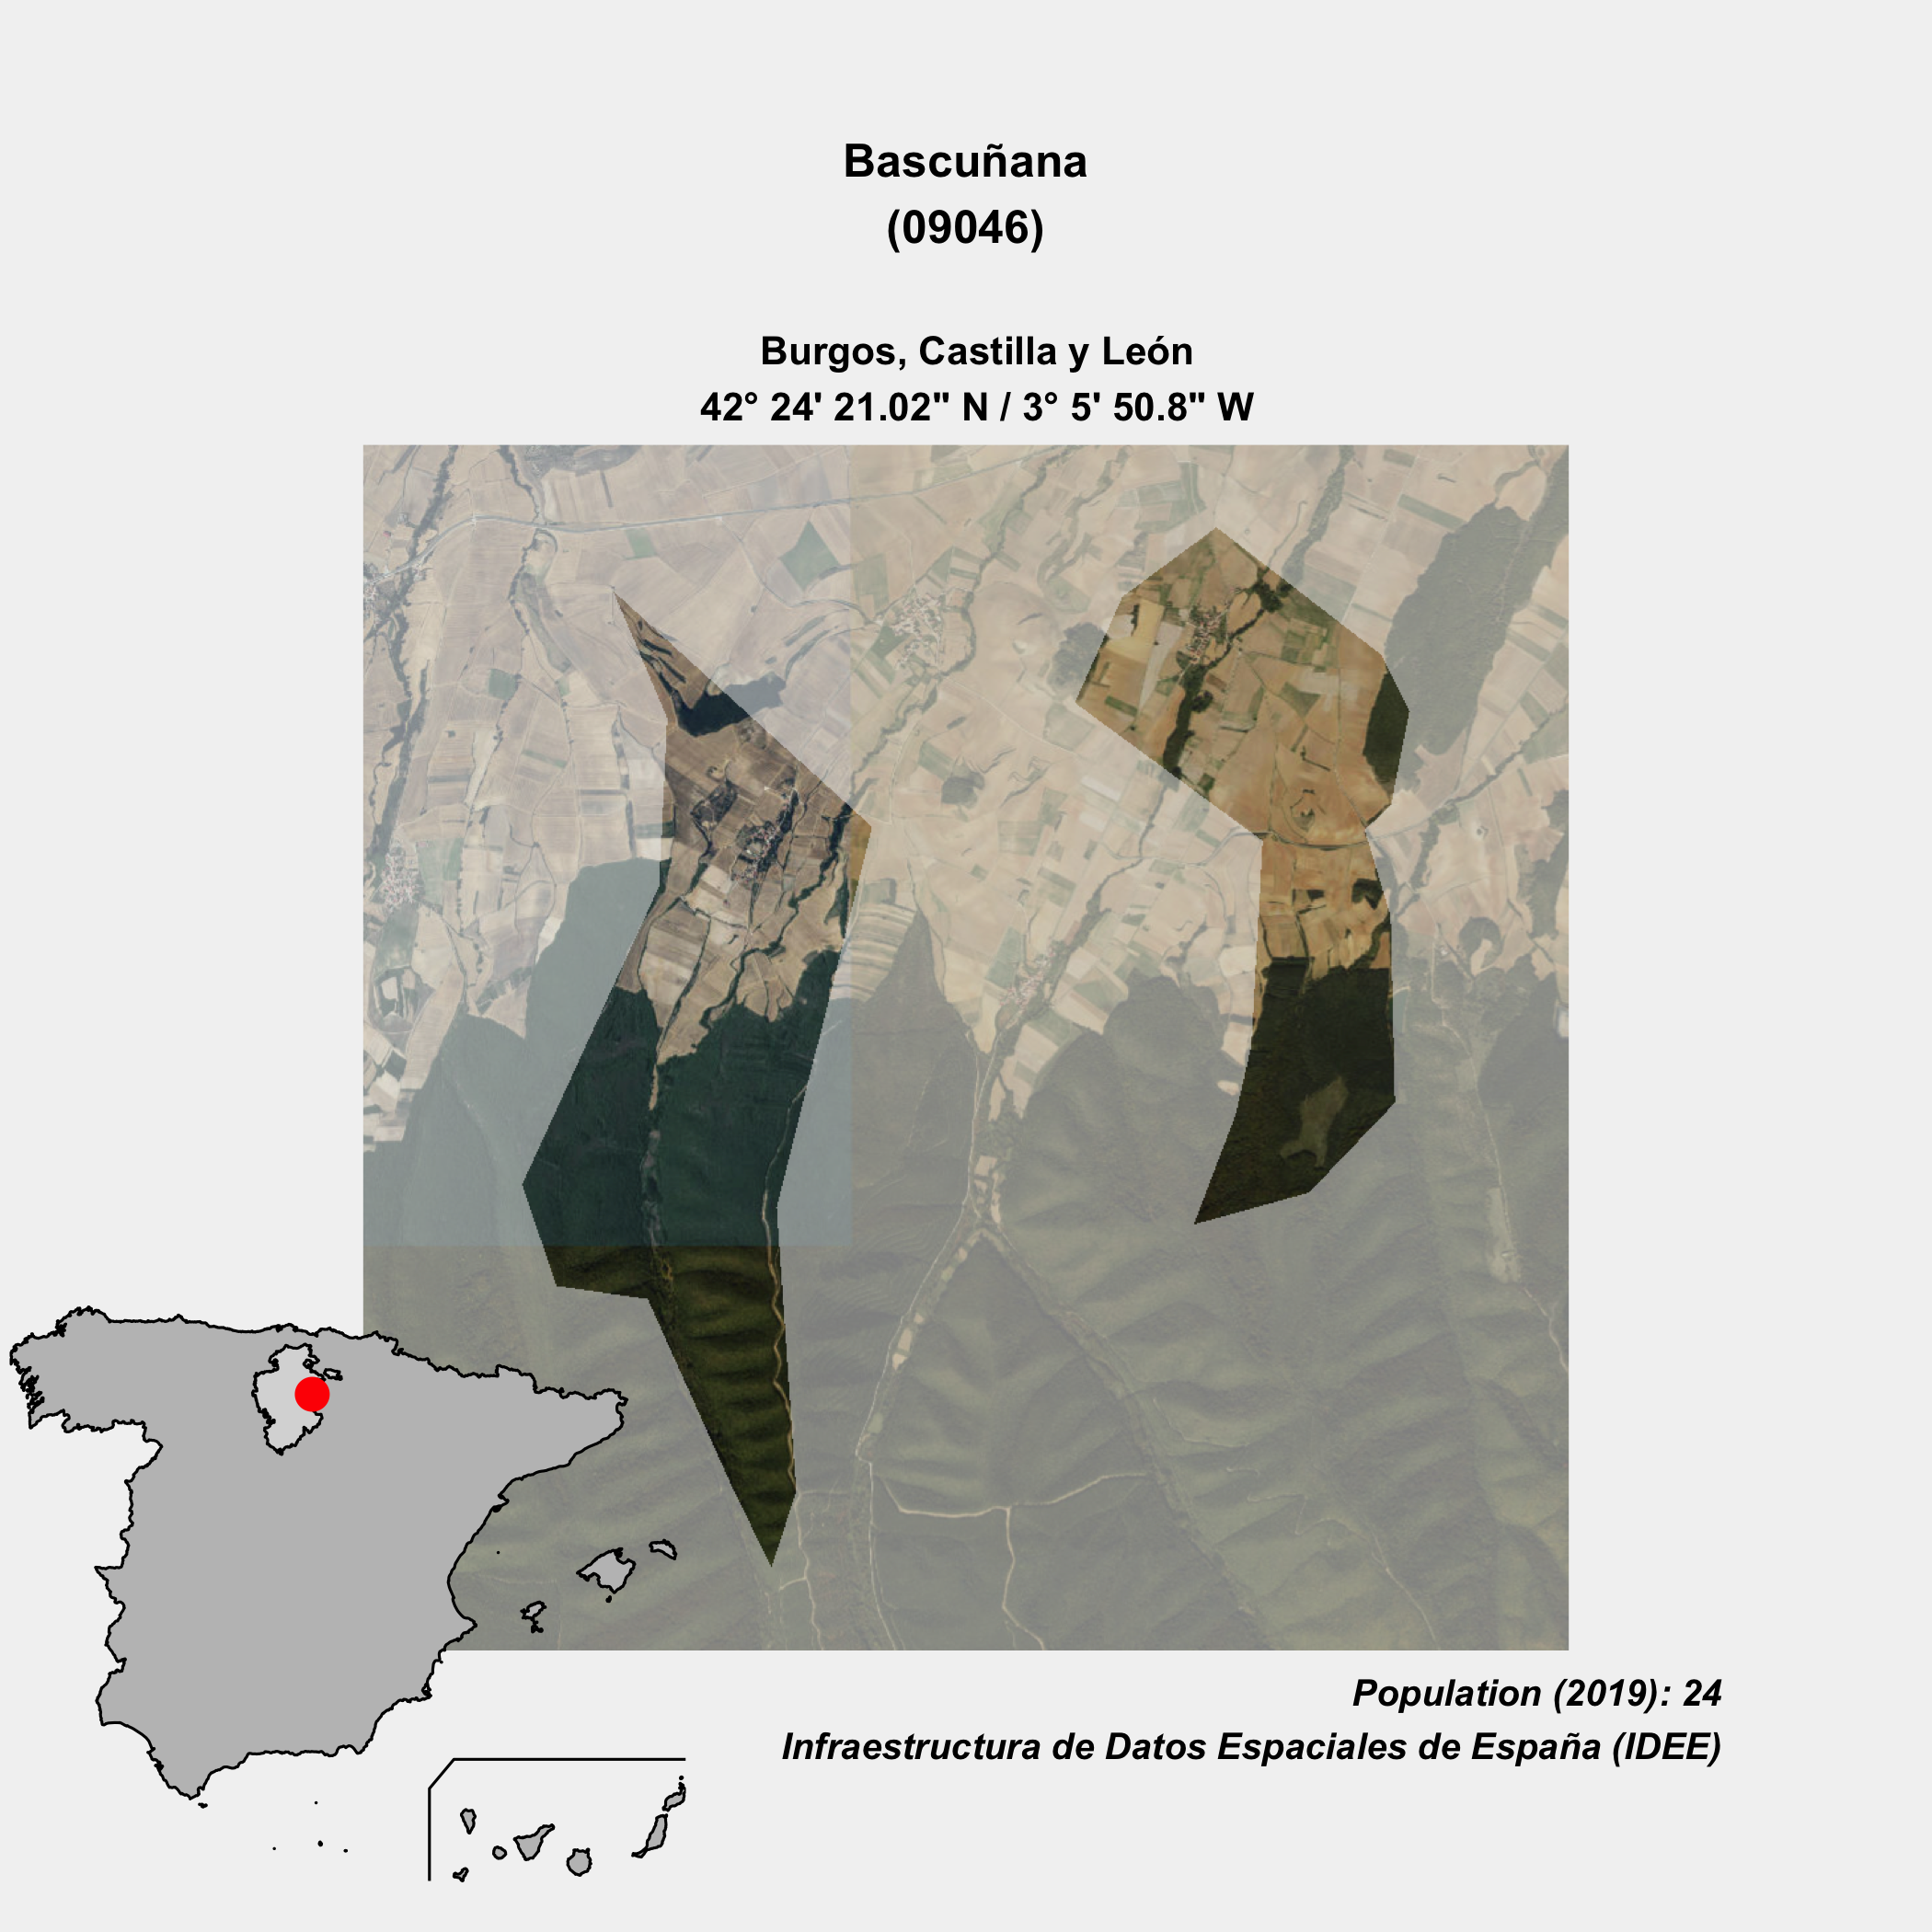 Bascuñana
(09046)
Burgos, Castilla y León
42° 24' 21.02" N / 3° 5' 50.8" W
Population (2019): 24
Infraestructura de Datos Espaciales de España (IDEE)